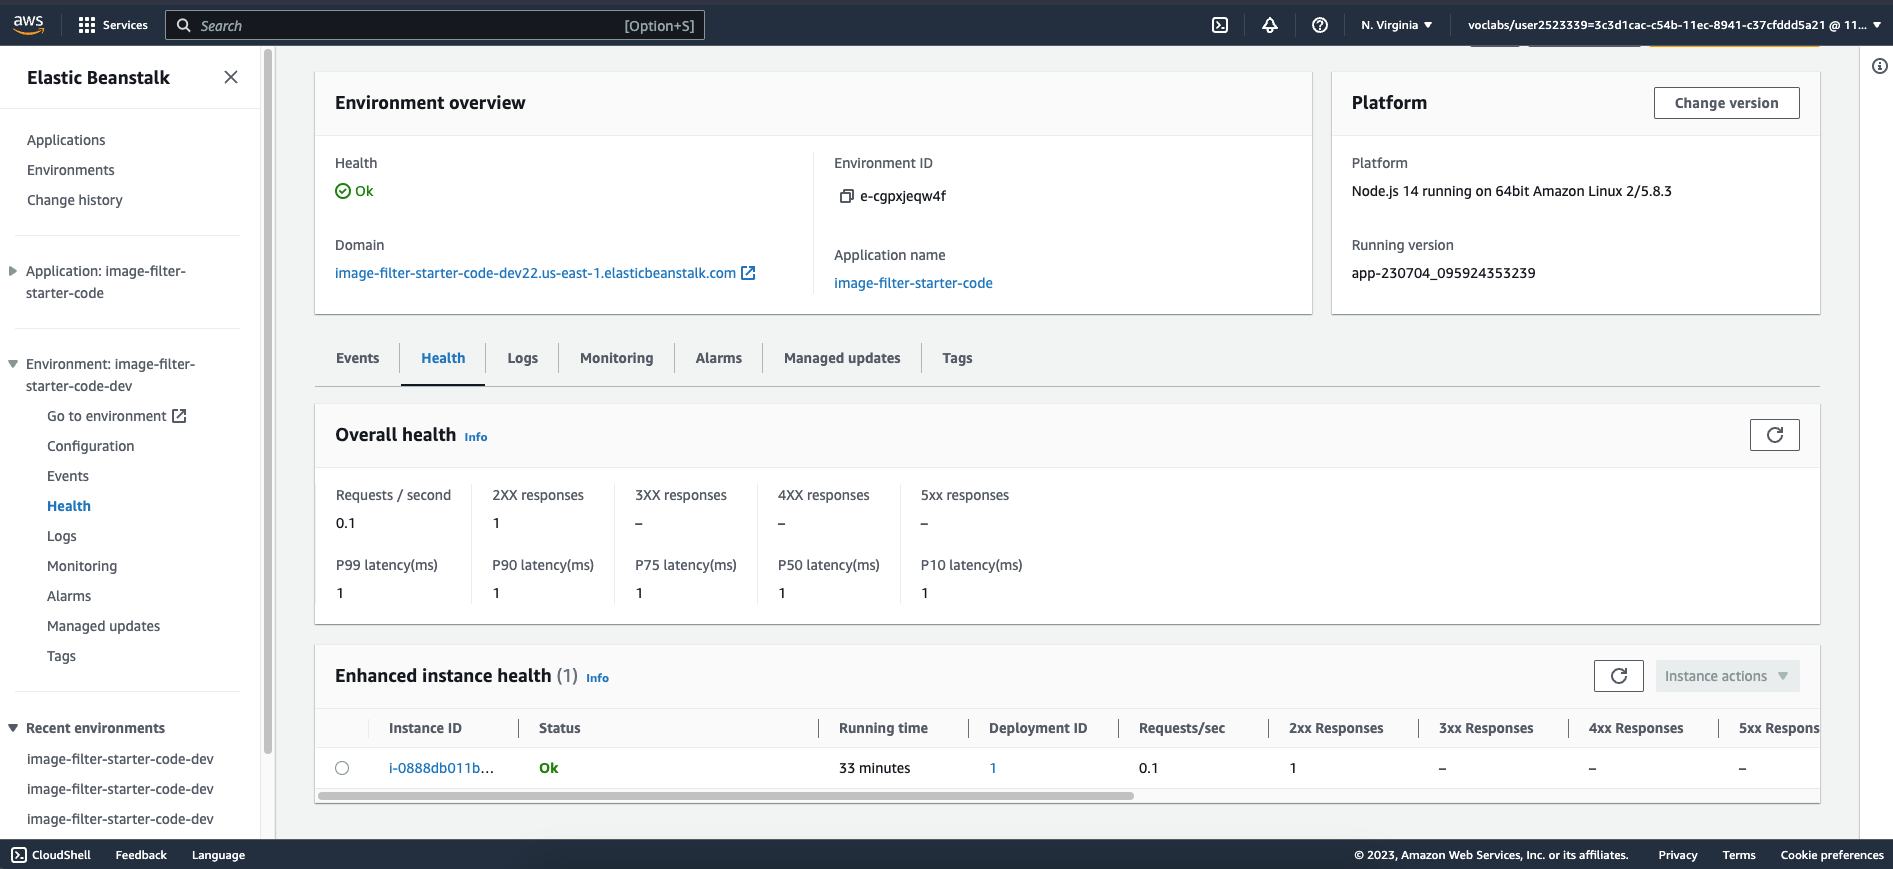 aws
Services
Search
[Option+S]
N. Virginia
voclabs/user2523339=3c3d1cac-c54b-11ec-8941-c37cfddd5a21 @ 11...
Elastic Beanstalk
Applications
Environments
Change history
Application: image-filter-
starter-code
Environment: image-filter-
starter-code-dev
Go to environment
Configuration
Events
Health
Logs
Monitoring
Alarms
Managed updates
Tags
Recent environments
image-filter-starter-code-dev
image-filter-starter-code-dev
image-filter-starter-code-dev
Environment overview
Health
Ok
Domain
image-filter-starter-code-dev22.us-east-1.elasticbeanstalk.com
Environment ID
e-cgpxjeqw4f
Application name
image-filter-starter-code
Platform
Change version
Platform
Node.js 14 running on 64bit Amazon Linux 2/5.8.3
Running version
app-230704_095924353239
Events Health Logs Monitoring Alarms Managed updates Tags
Overall health Info
Requests / second 2XX responses 3XX responses 4XX responses 5xx responses
0.1 1 – – –
P99 latency(ms) P90 latency(ms) P75 latency(ms) P50 latency(ms) P10 latency(ms)
1 1 1 1 1
Enhanced instance health (1) Info
Instance actions
Instance ID Status Running time Deployment ID Requests/sec 2xx Responses 3xx Responses 4xx Responses 5xx Respons
i-0888db011b... Ok 33 minutes 1 0.1 1 – – –
CloudShell Feedback Language
© 2023, Amazon Web Services, Inc. or its affiliates. Privacy Terms Cookie preferences